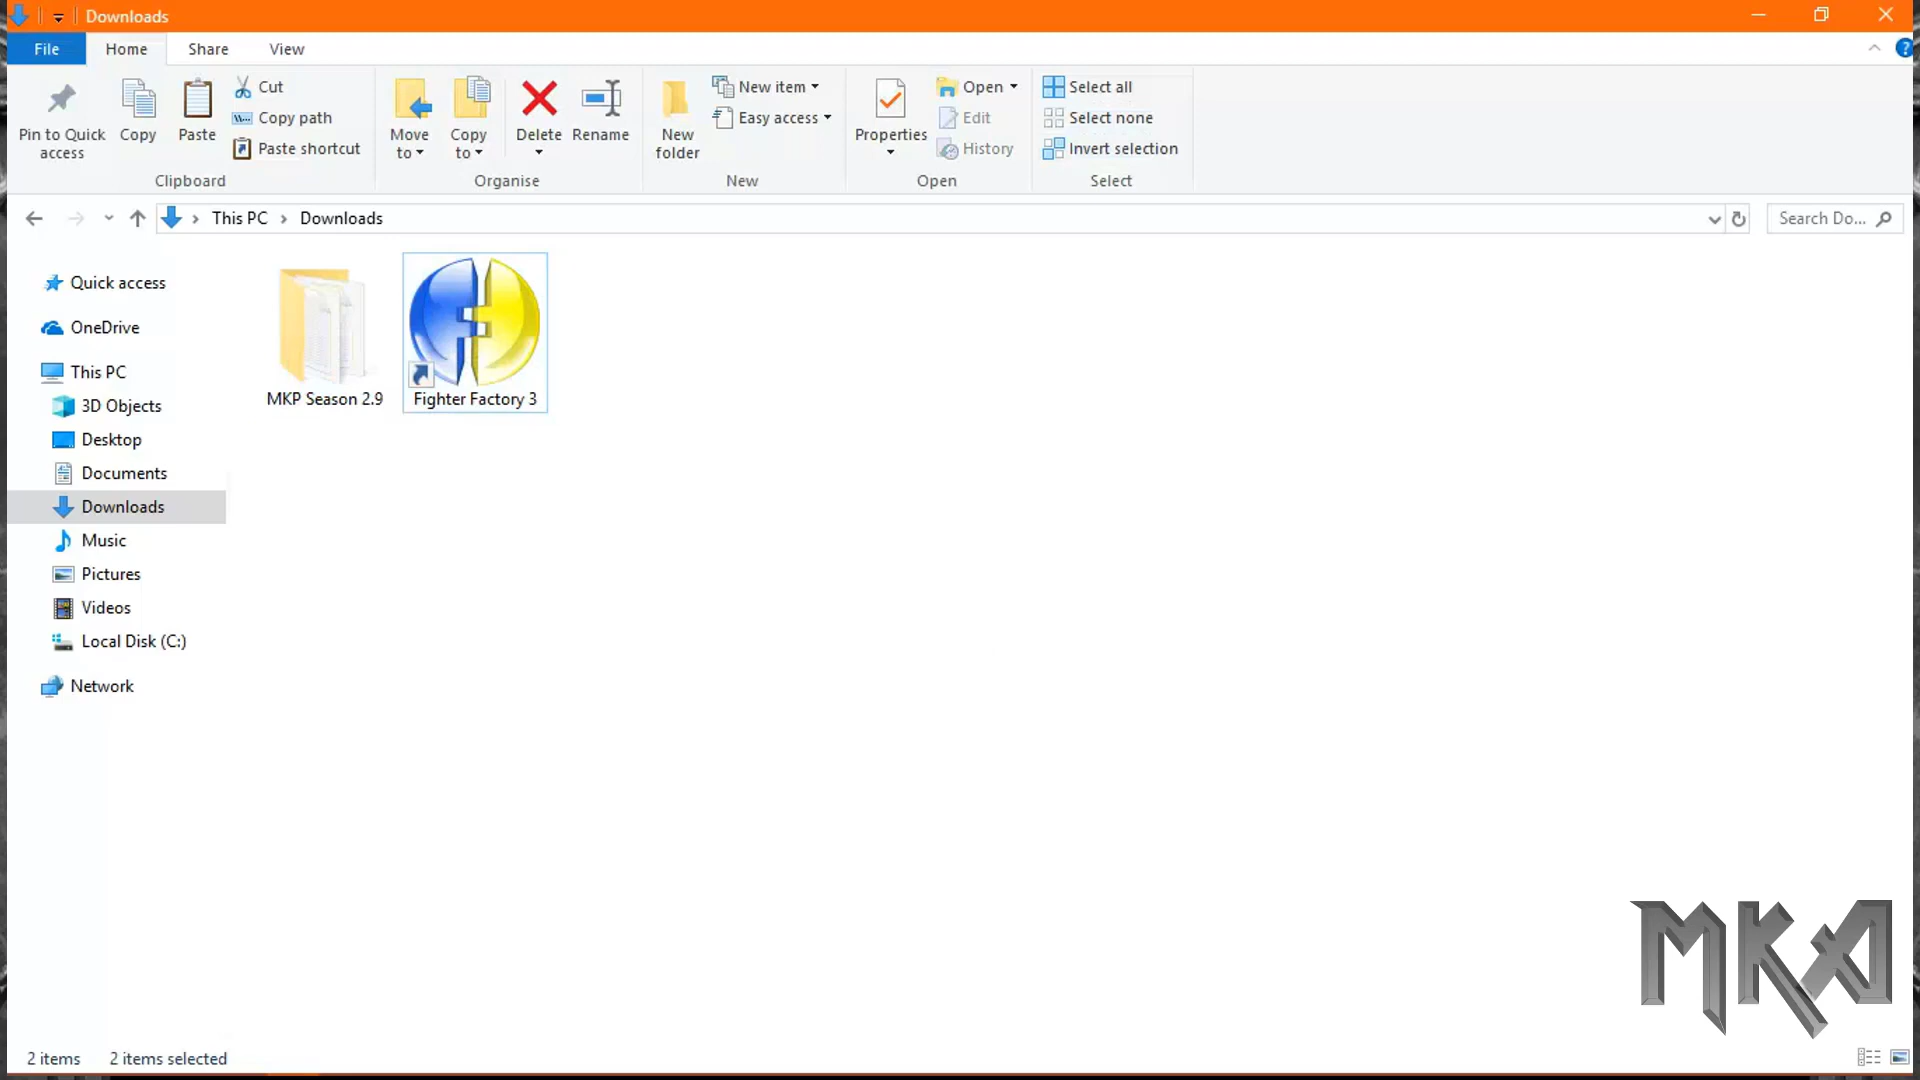 Downloads
File Home Share View
Pin to Quick access
Copy
Paste
Cut
Copy path
Paste shortcut
Clipboard
Move to
Copy to
Delete
Rename
Organise
New folder
New item
Easy access
New
Properties
Open
Edit
History
Open
Select all
Select none
Invert selection
Select
This PC Downloads
Search Do...
Quick access
OneDrive
This PC
3D Objects
Desktop
Documents
Downloads
Music
Pictures
Videos
Local Disk (C:)
Network
MKP Season 2.9
Fighter Factory 3
MKA
2 items 2 items selected